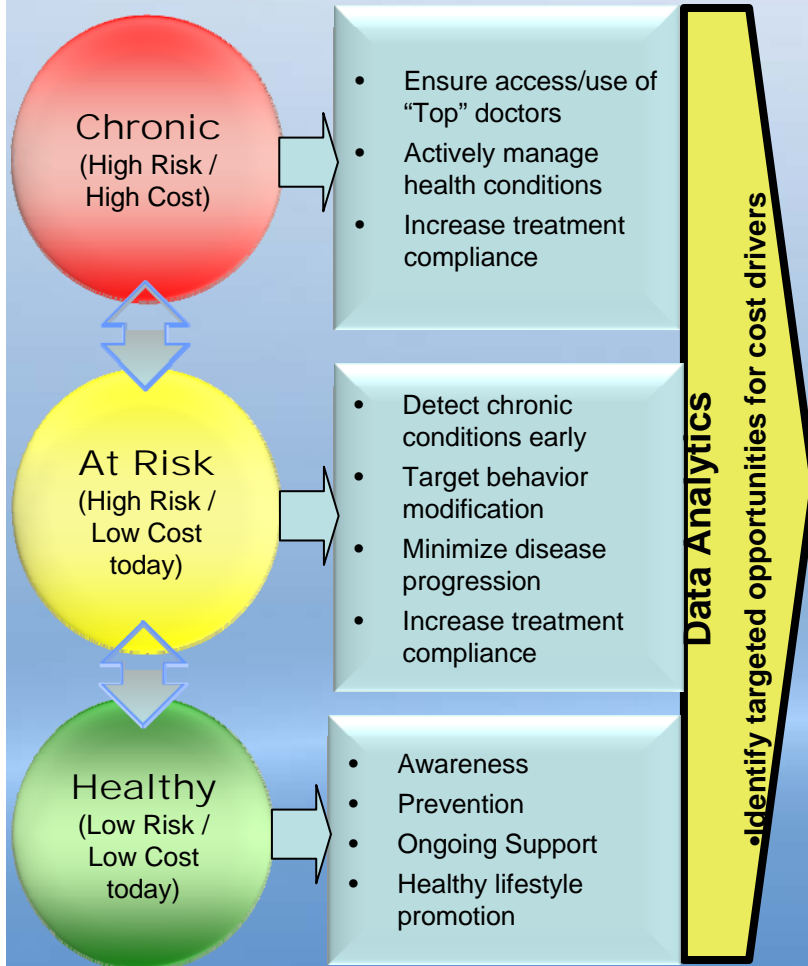 Chronic
(High Risk /
High Cost)
• Ensure access/use of
“Top” doctors
• Actively manage
health conditions
• Increase treatment
compliance
At Risk
(High Risk /
Low Cost
today)
• Detect chronic
conditions early
• Target behavior
modification
• Minimize disease
progression
• Increase treatment
compliance
Healthy
(Low Risk /
Low Cost
today)
• Awareness
• Prevention
• Ongoing Support
• Healthy lifestyle
promotion
Data Analytics
•Identify targeted opportunities for cost drivers